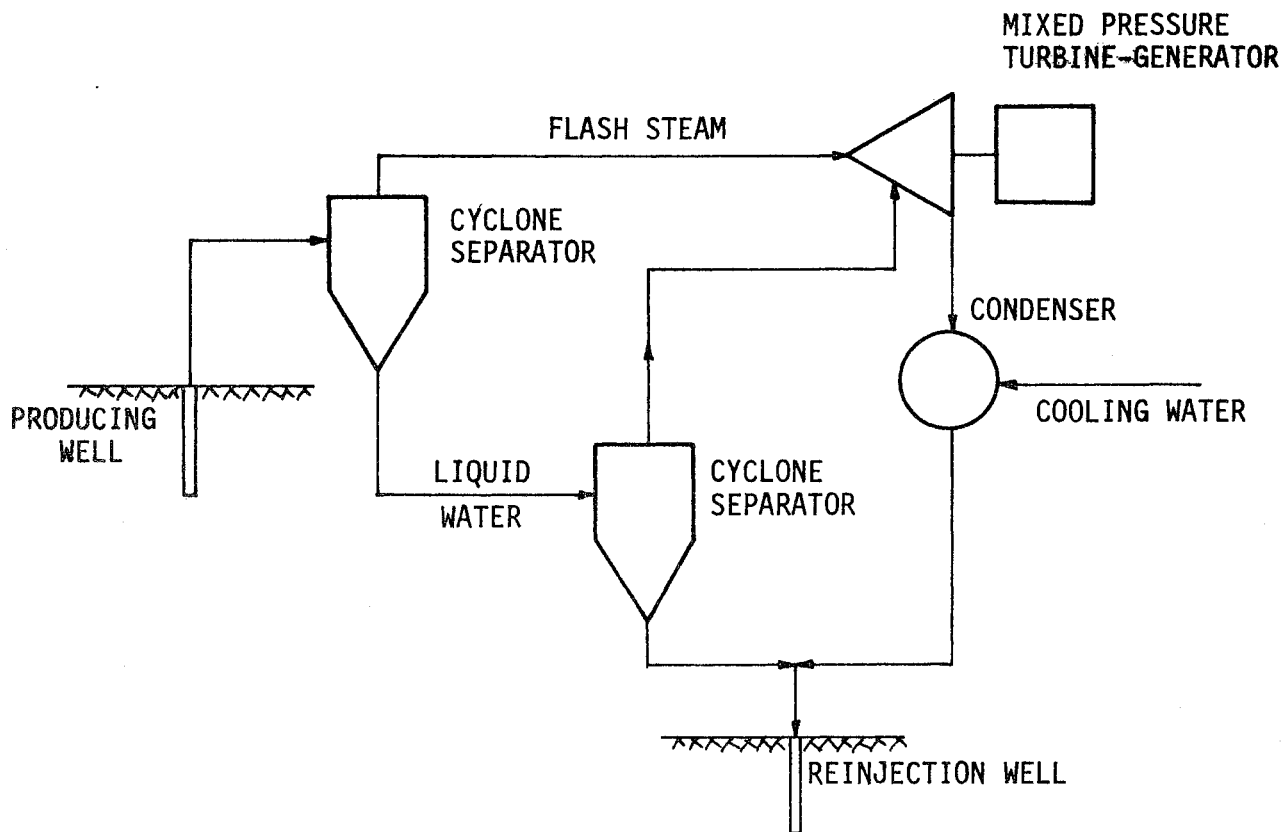 MIXED PRESSURE
TURBINE-GENERATOR
FLASH STEAM
CYCLONE
SEPARATOR
CONDENSER
COOLING WATER
PRODUCING
WELL
LIQUID
WATER
CYCLONE
SEPARATOR
REINJECTION WELL